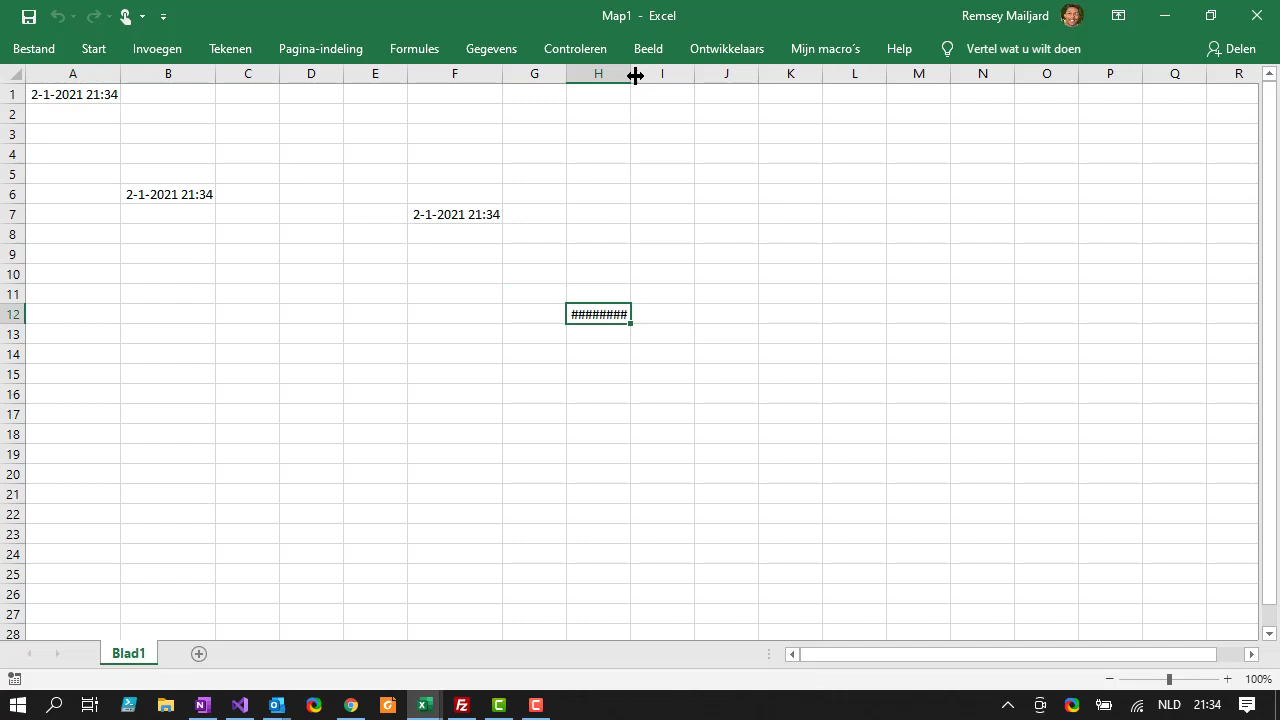 Map1 - Excel
Remsey Mailjard
Bestand Start Invoegen Tekenen Pagina-indeling Formules Gegevens Controleren Beeld Ontwikkelaars Mijn macro´s Help Vertel wat u wilt doen Delen
A B C D E F G H I J K L M N O P Q R
1 2-1-2021 21:34
2
3
4
5
6 2-1-2021 21:34
7 2-1-2021 21:34
8
9
10
11
12 ########
13
14
15
16
17
18
19
20
21
22
23
24
25
26
27
28
Blad1
100%
NLD 21:34